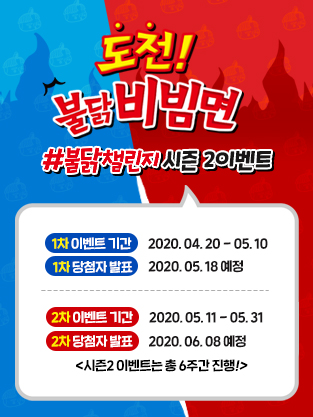 도전!
불닭비빔면
#불닭챌린지 시즌 2이벤트
1차 이벤트 기간 2020. 04. 20 - 05. 10
1차 당첨자 발표 2020. 05. 18 예정
2차 이벤트 기간 2020. 05. 11 - 05. 31
2차 당첨자 발표 2020. 06. 08 예정
<시즌2 이벤트는 총 6주간 진행!>